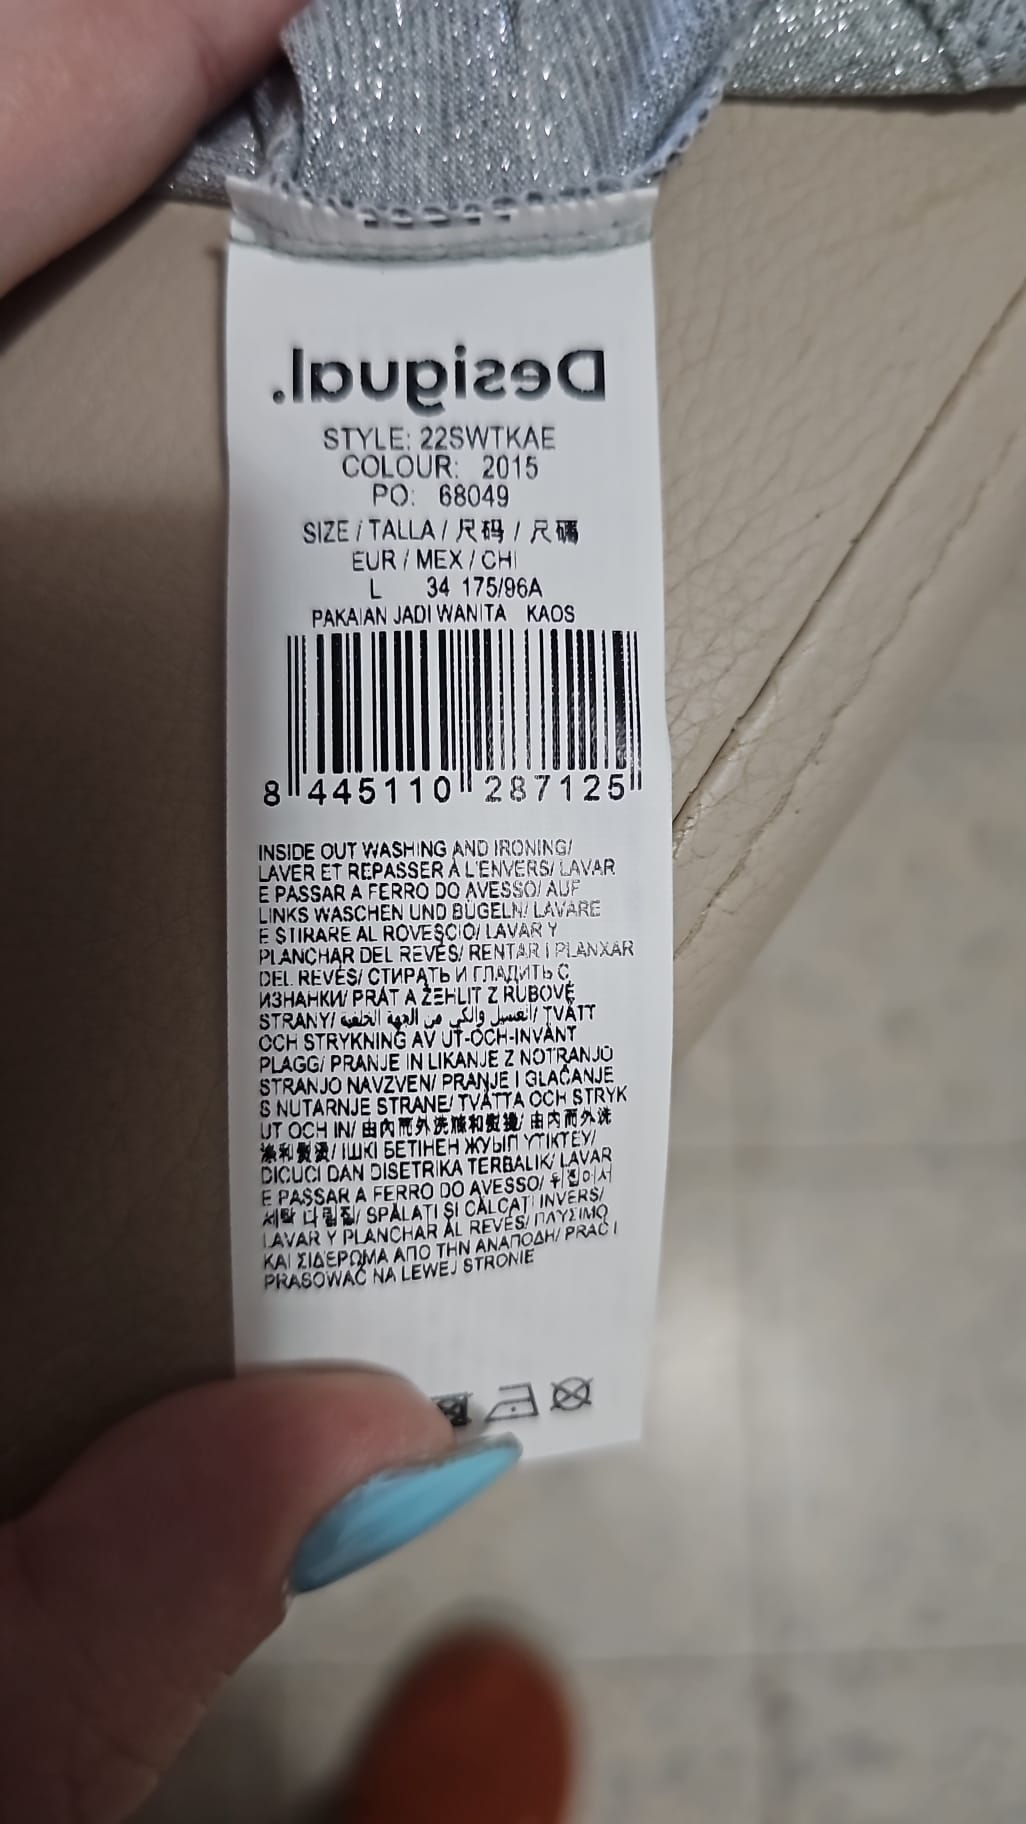 Desigual.
STYLE: 22SWTKAE
COLOUR: 2015
PO: 68049
SIZE / TALLA / 尺码 / 尺碼
EUR / MEX / CHI
L 34 175/96A
PAKAIAN JADI WANITA KAOS
8 445110 287125
INSIDE OUT WASHING AND IRONING/
LAVER ET REPASSER À L'ENVERS/ LAVAR
E PASSAR A FERRO DO AVESSO/ AUF
LINKS WASCHEN UND BÜGELN/ LAVARE
E STIRARE AL ROVESCIO/ LAVAR Y
PLANCHAR DEL REVÉS/ RENTAR I PLANXAR
DEL REVÉS/ СТИРАТЬ И ГЛАДИТЬ С
ИЗНАНКИ/ PRÁT A ŽEHLIT Z RUBOVÉ
STRANY/ الغسيل والكي من الجهة الخلفية/ TVÄTT
OCH STRYKNING AV UT-OCH-INVÄNT
PLAGG/ PRANJE IN LIKANJE Z NOTRANJO
STRANJO NAVZVEN/ PRANJE I GLAČANJE
S NUTARNJE STRANE/ TVÄTTA OCH STRYK
UT OCH IN/ 由内而外洗涤和熨烫/ 由内而外洗
滌和熨燙/ ІШКІ БЕТІНЕН ЖУЫП ҮТІКТЕУ/
DICUCI DAN DISETRIKA TERBALIK/ LAVAR
E PASSAR A FERRO DO AVESSO/ 뒤집어서
세탁 다림질/ SPĂLAȚI ȘI CĂLCAȚI INVERS/
LAVAR Y PLANCHAR AL REVÉS/ ΠΛΥΣΙΜΟ
ΚΑΙ ΣΙΔΕΡΩΜΑ ΑΠΟ ΤΗΝ ΑΝΑΠΟΔΗ/ PRAĆ I
PRASOWAĆ NA LEWEJ STRONIE